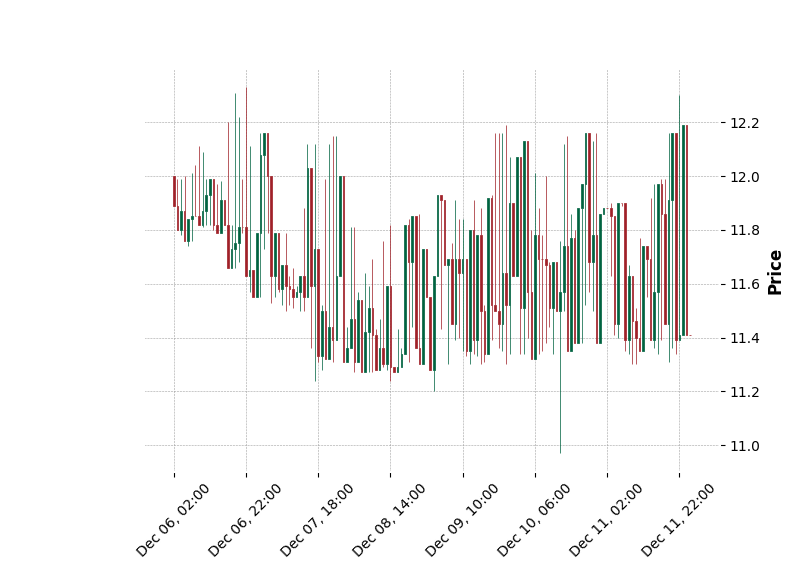 12.2
12.0
11.8
11.6
11.4
11.2
11.0
Price
Dec 06, 02:00
Dec 06, 22:00
Dec 07, 18:00
Dec 08, 14:00
Dec 09, 10:00
Dec 10, 06:00
Dec 11, 02:00
Dec 11, 22:00